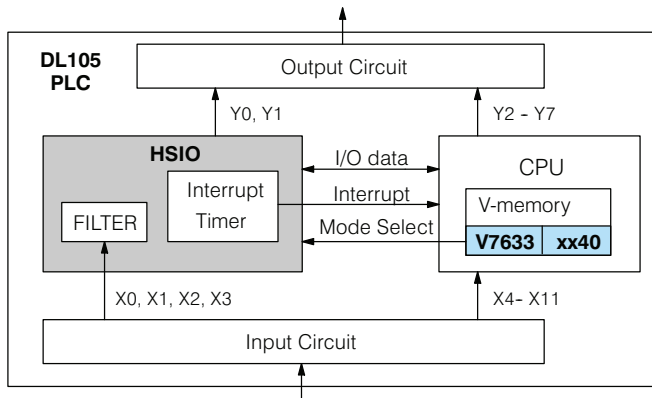 DL105
PLC
Output Circuit
Y0, Y1
Y2 - Y7
HSIO
I/O data
CPU
Interrupt
Timer
Interrupt
V-memory
FILTER
Mode Select
V7633
xx40
X0, X1, X2, X3
X4- X11
Input Circuit